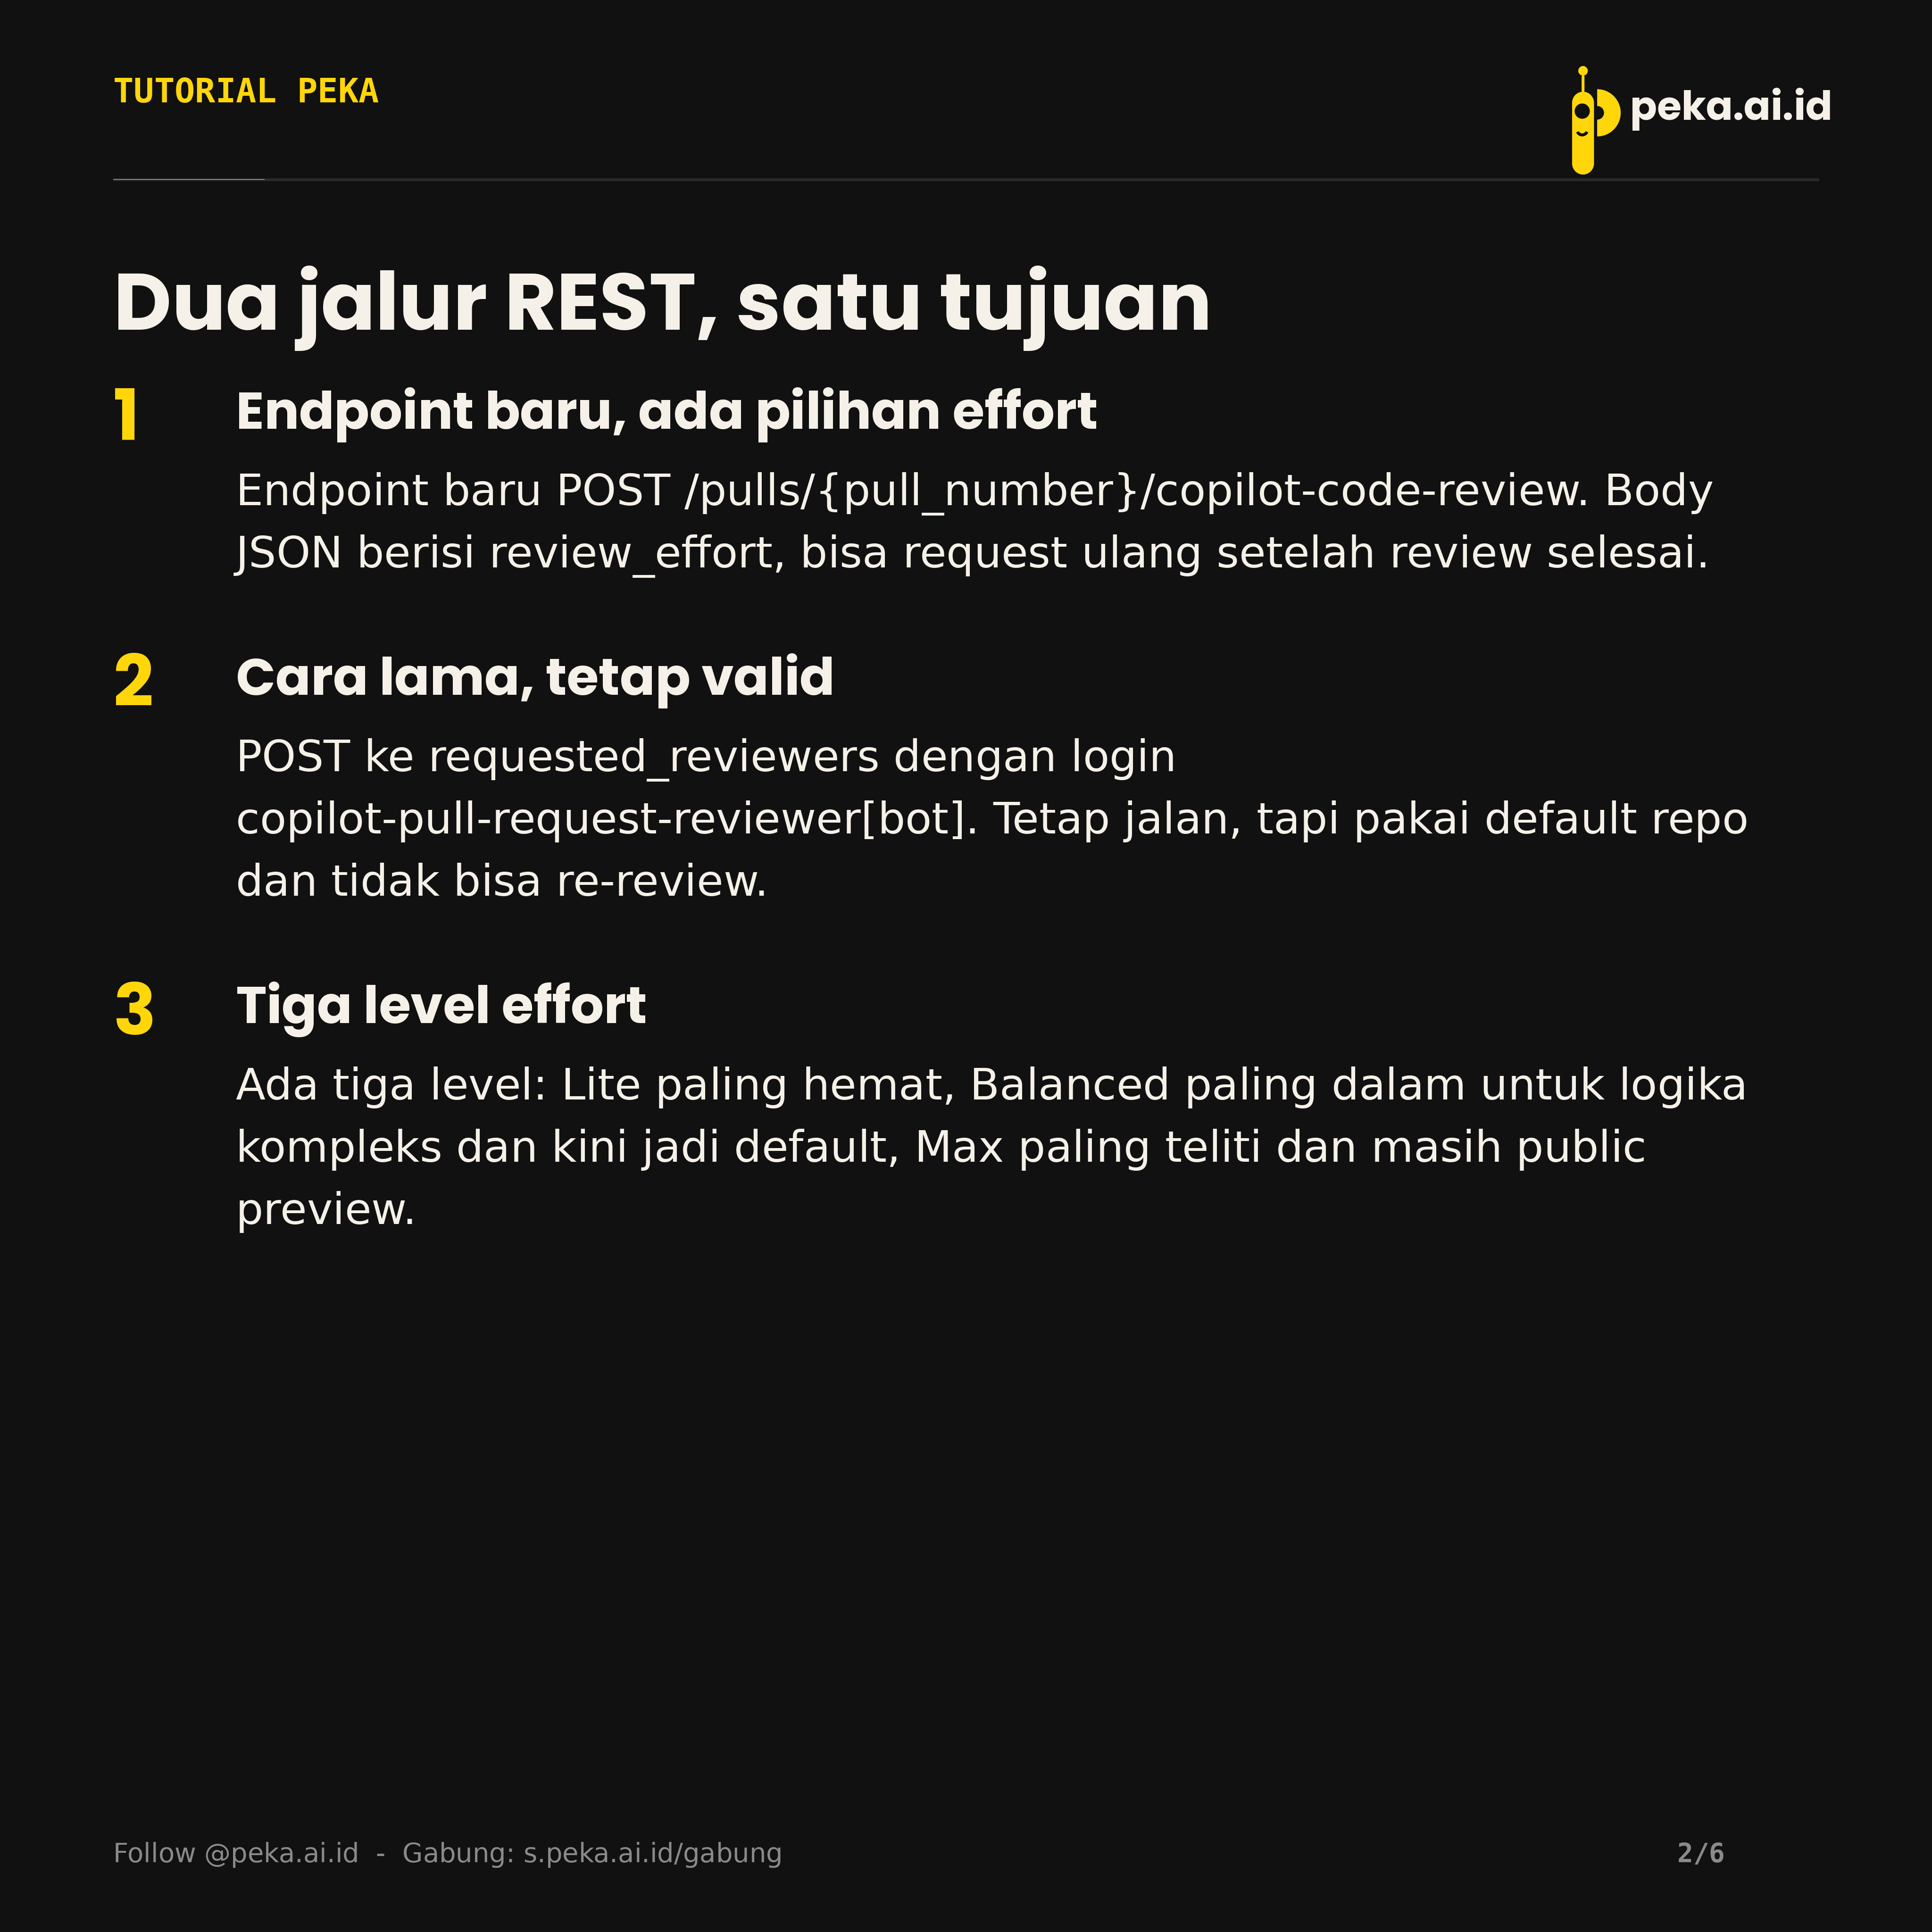 TUTORIAL PEKA
peka.ai.id
Dua jalur REST, satu tujuan
1
Endpoint baru, ada pilihan effort
Endpoint baru POST /pulls/{pull_number}/copilot-code-review. Body
JSON berisi review_effort, bisa request ulang setelah review selesai.
2
Cara lama, tetap valid
POST ke requested_reviewers dengan login
copilot-pull-request-reviewer[bot]. Tetap jalan, tapi pakai default repo
dan tidak bisa re-review.
3
Tiga level effort
Ada tiga level: Lite paling hemat, Balanced paling dalam untuk logika
kompleks dan kini jadi default, Max paling teliti dan masih public
preview.
Follow @peka.ai.id - Gabung: s.peka.ai.id/gabung
2/6